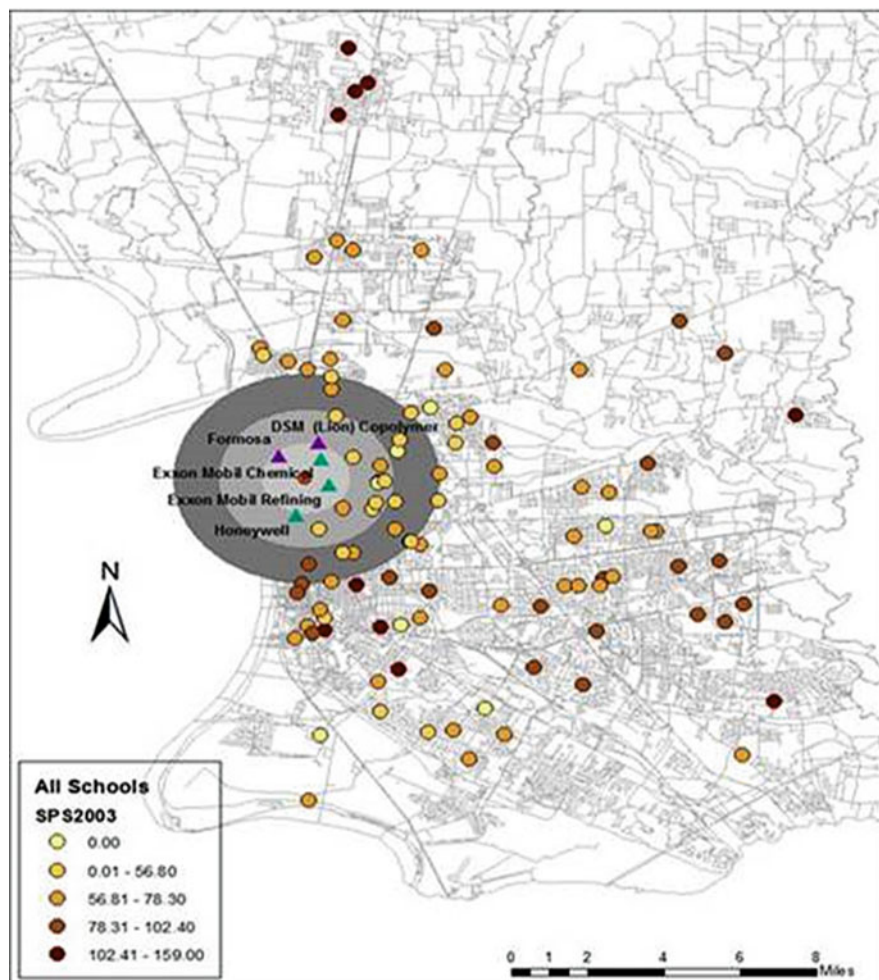 DSM (Lion) Copolymer
Formosa
Exxon Mobil Chemical
Exxon Mobil Refining
Honeywell
N
All Schools
SPS2003
0.00
0.01 - 56.80
56.81 - 78.30
78.31 - 102.40
102.41 - 159.00
0 1 2 4 6 8
Miles